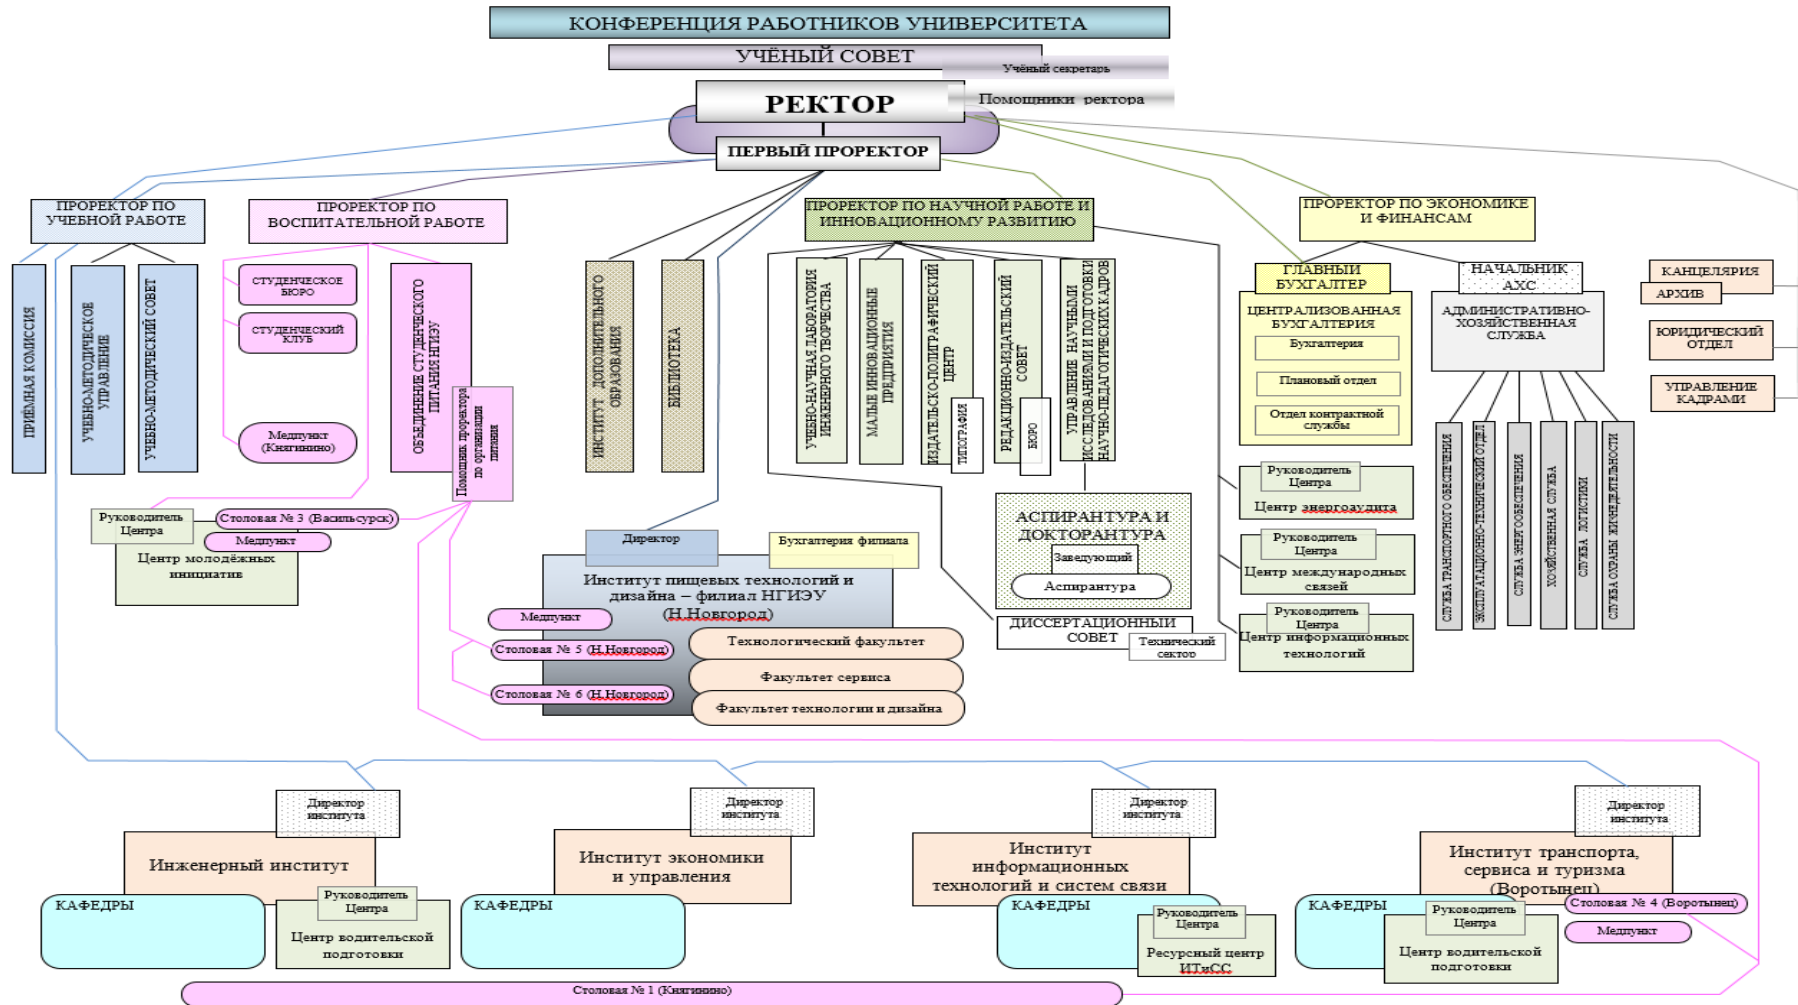 КОНФЕРЕНЦИЯ РАБОТНИКОВ УНИВЕРСИТЕТА
УЧЁНЫЙ СОВЕТ
Учёный секретарь
РЕКТОР
Помощники ректора
ПЕРВЫЙ ПРОРЕКТОР
ПРОРЕКТОР ПО
УЧЕБНОЙ РАБОТЕ
ПРОРЕКТОР ПО
ВОСПИТАТЕЛЬНОЙ РАБОТЕ
ПРОРЕКТОР ПО НАУЧНОЙ РАБОТЕ И
ИННОВАЦИОННОМУ РАЗВИТИЮ
ПРОРЕКТОР ПО ЭКОНОМИКЕ
И ФИНАНСАМ
ПРИЁМНАЯ КОМИССИЯ
УЧЕБНО-МЕТОДИЧЕСКОЕ
УПРАВЛЕНИЕ
УЧЕБНО-МЕТОДИЧЕСКИЙ СОВЕТ
СТУДЕНЧЕСКОЕ
БЮРО
СТУДЕНЧЕСКИЙ
КЛУБ
Медпункт
(Княгинино)
ОБЪЕДИНЕНИЕ СТУДЕНЧЕСКОГО
ПИТАНИЯ НГИЭУ
Помощник проректора
по организации
питания
ИНСТИТУТ ДОПОЛНИТЕЛЬНОГО
ОБРАЗОВАНИЯ
БИБЛИОТЕКА
УЧЕБНО-НАУЧНАЯ ЛАБОРАТОРИЯ
ИНЖЕНЕРНОГО ТВОРЧЕСТВА
МАЛЫЕ ИННОВАЦИОННЫЕ
ПРЕДПРИЯТИЯ
ИЗДАТЕЛЬСКО-ПОЛИГРАФИЧЕСКИЙ
ЦЕНТР
ТИПОГРАФИЯ
РЕДАКЦИОННО-ИЗДАТЕЛЬСКИЙ
СОВЕТ
БЮРО
УПРАВЛЕНИЕ НАУЧНЫМИ
ИССЛЕДОВАНИЯМИ И ПОДГОТОВКИ
НАУЧНО-ПЕДАГОГИЧЕСКИХ КАДРОВ
ГЛАВНЫЙ
БУХГАЛТЕР
ЦЕНТРАЛИЗОВАННАЯ
БУХГАЛТЕРИЯ
Бухгалтерия
Плановый отдел
Отдел контрактной
службы
НАЧАЛЬНИК
АХС
АДМИНИСТРАТИВНО-
ХОЗЯЙСТВЕННАЯ
СЛУЖБА
СЛУЖБА ТРАНСПОРТНОГО ОБЕСПЕЧЕНИЯ
ЭКСПЛУАТАЦИОННО-ТЕХНИЧЕСКИЙ ОТДЕЛ
СЛУЖБА ЭНЕРГООБЕСПЕЧЕНИЯ
ХОЗЯЙСТВЕННАЯ СЛУЖБА
СЛУЖБА ЛОГИСТИКИ
СЛУЖБА ОХРАНЫ ЖИЗНЕДЕЯТЕЛЬНОСТИ
КАНЦЕЛЯРИЯ
АРХИВ
ЮРИДИЧЕСКИЙ
ОТДЕЛ
УПРАВЛЕНИЕ
КАДРАМИ
Руководитель
Центра
Центр энергоаудита
Руководитель
Центра
Центр международных
связей
Руководитель
Центра
Центр информационных
технологий
Руководитель
Центра
Центр молодёжных
инициатив
Столовая № 3 (Васильсурск)
Медпункт
АСПИРАНТУРА И
ДОКТОРАНТУРА
Заведующий
Аспирантура
ДИССЕРТАЦИОННЫЙ
СОВЕТ
Технический
сектор
Директор
Бухгалтерия филиала
Институт пищевых технологий и
дизайна – филиал НГИЭУ
(Н.Новгород)
Медпункт
Столовая № 5 (Н.Новгород)
Столовая № 6 (Н.Новгород)
Технологический факультет
Факультет сервиса
Факультет технологии и дизайна
Директор
института
Инженерный институт
КАФЕДРЫ
Руководитель
Центра
Центр водительской
подготовки
Директор
института
Институт экономики
и управления
КАФЕДРЫ
Директор
института
Институт
информационных
технологий и систем связи
КАФЕДРЫ
Руководитель
Центра
Ресурсный центр
ИТиСС
Директор
института
Институт транспорта,
сервиса и туризма
(Воротынец)
КАФЕДРЫ
Руководитель
Центра
Центр водительской
подготовки
Столовая № 4 (Воротынец)
Медпункт
Столовая № 1 (Княгинино)